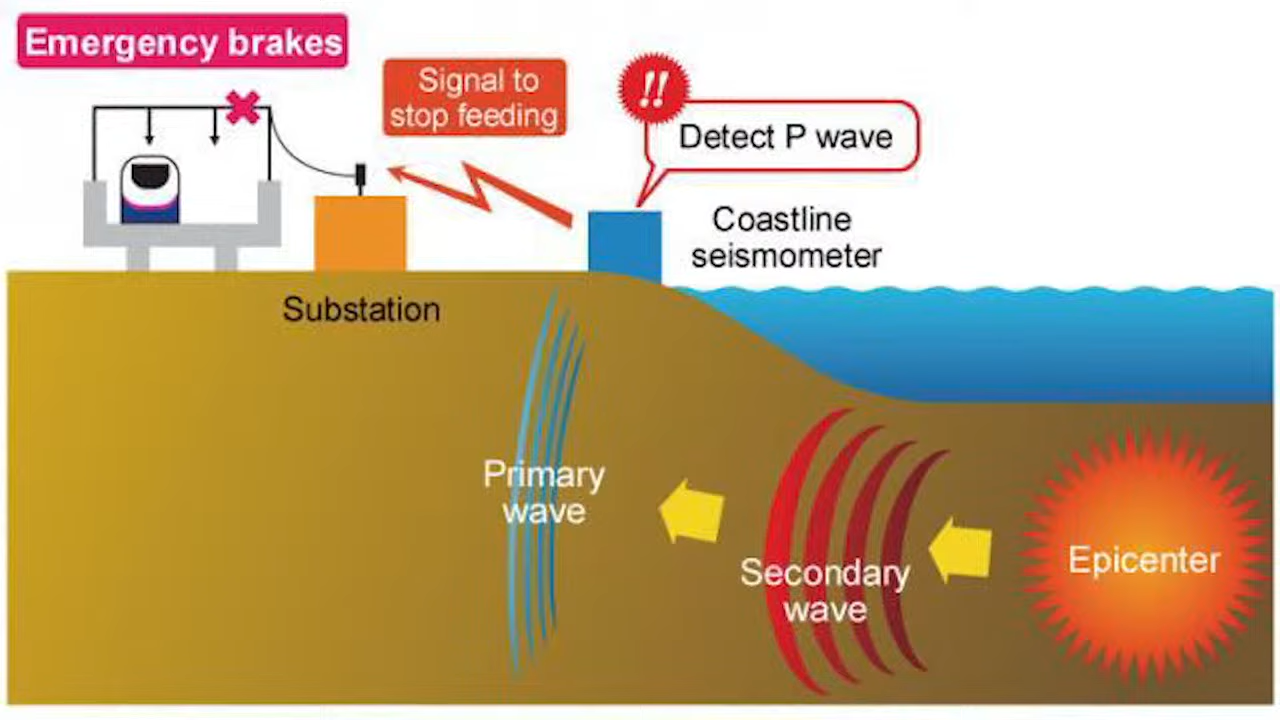 Emergency brakes
Signal to
stop feeding
!!
Detect P wave
Coastline
seismometer
Substation
Primary
wave
Secondary
wave
Epicenter